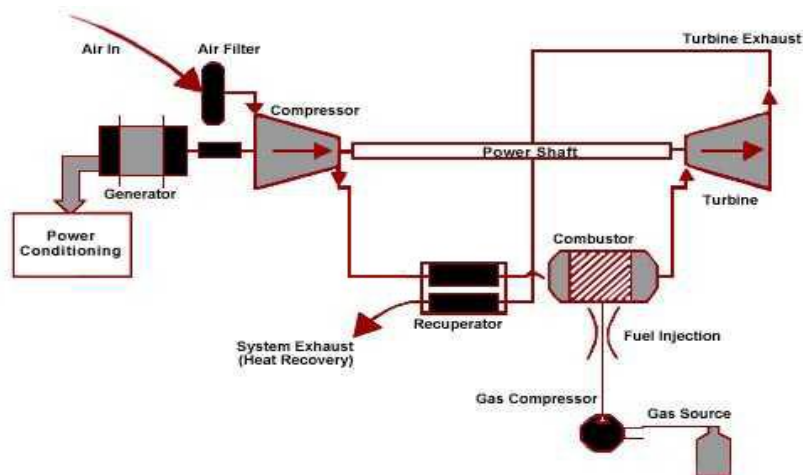 Turbine Exhaust
Air In
Air Filter
Compressor
Power Shaft
Generator
Turbine
Power
Conditioning
Combustor
Recuperator
System Exhaust
(Heat Recovery)
Fuel Injection
Gas Compressor
Gas Source